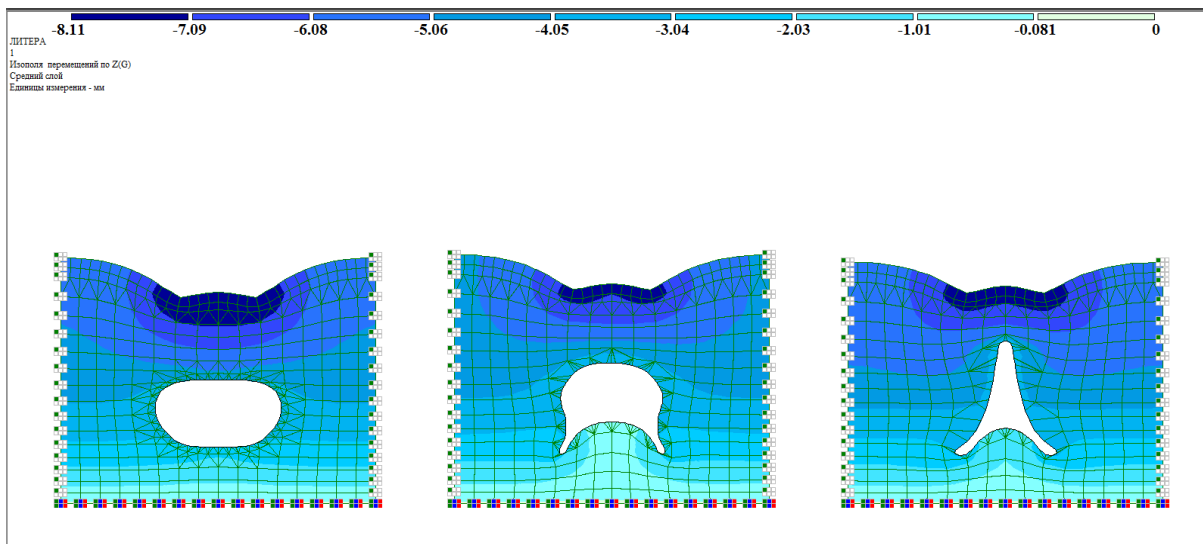 -8.11 -7.09 -6.08 -5.06 -4.05 -3.04 -2.03 -1.01 -0.081 0
ЛИТЕРА
1
Изополя перемещений по Z(G)
Средний слой
Единицы измерения - мм